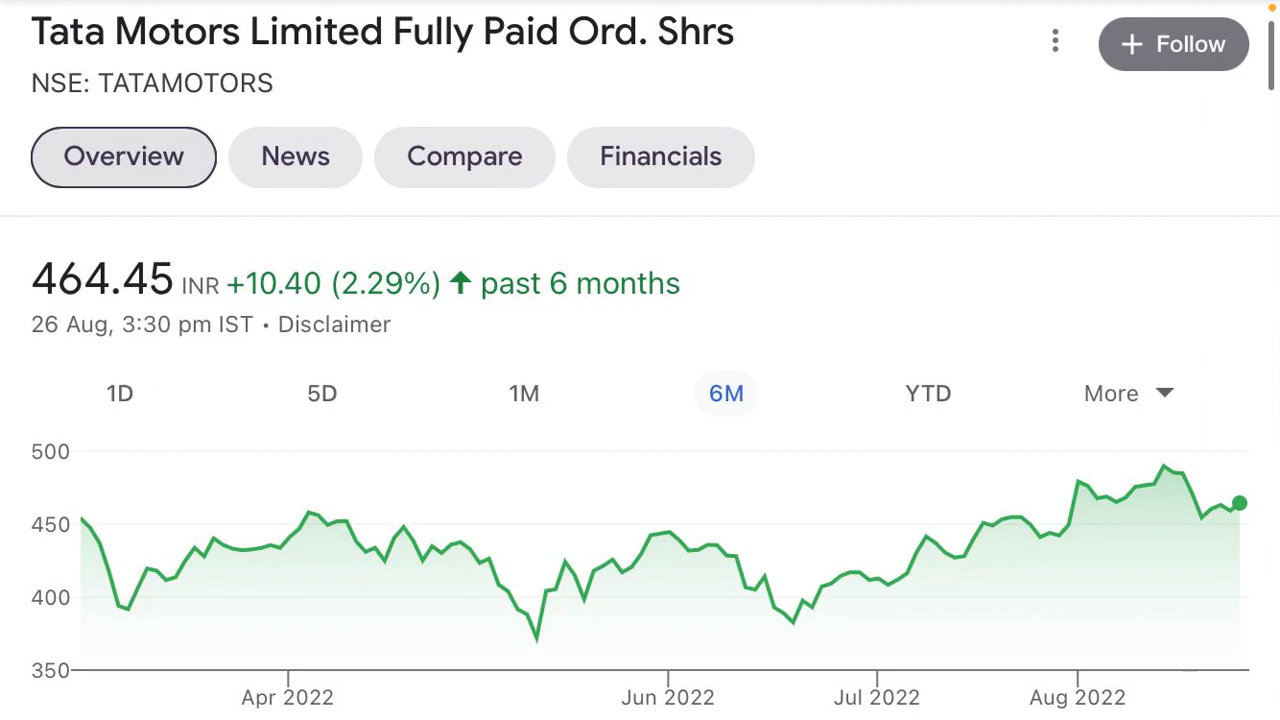 Tata Motors Limited Fully Paid Ord. Shrs
+ Follow
NSE: TATAMOTORS
Overview
News
Compare
Financials
464.45 INR +10.40 (2.29%) ↑ past 6 months
26 Aug, 3:30 pm IST • Disclaimer
1D
5D
1M
6M
YTD
More
500
450
400
350
Apr 2022
Jun 2022
Jul 2022
Aug 2022